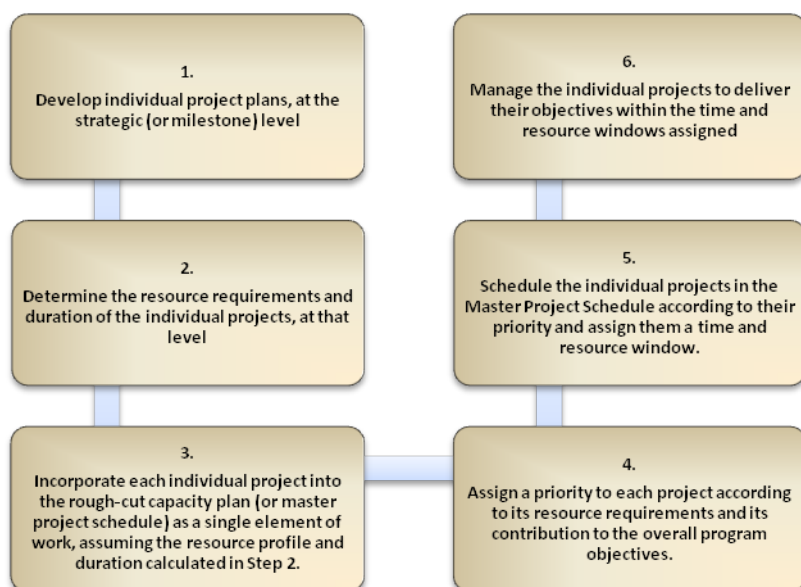 1.
Develop individual project plans, at the
strategic (or milestone) level
2.
Determine the resource requirements and
duration of the individual projects, at that
level
3.
Incorporate each individual project into
the rough-cut capacity plan (or master
project schedule) as a single element of
work, assuming the resource profile and
duration calculated in Step 2.
4.
Assign a priority to each project according
to its resource requirements and its
contribution to the overall program
objectives.
5.
Schedule the individual projects in the
Master Project Schedule according to their
priority and assign them a time and
resource window.
6.
Manage the individual projects to deliver
their objectives within the time and
resource windows assigned